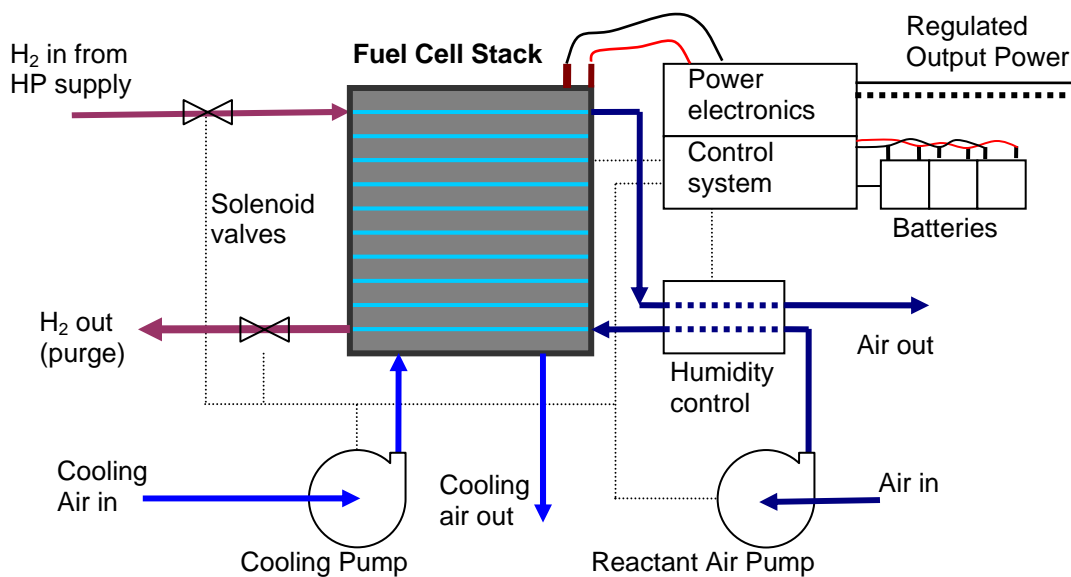 H₂ in from
HP supply
Fuel Cell Stack
Regulated
Output Power
Power
electronics
Control
system
Solenoid
valves
Batteries
H₂ out
(purge)
Air out
Humidity
control
Cooling
Air in
Cooling
air out
Air in
Cooling Pump
Reactant Air Pump